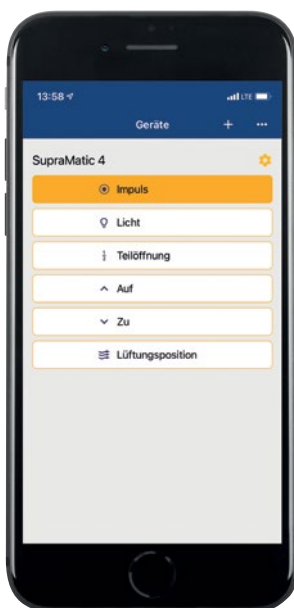 13:58 LTE
Geräte
SupraMatic 4
Impuls
Licht
Teilöffnung
Auf
Zu
Lüftungsposition